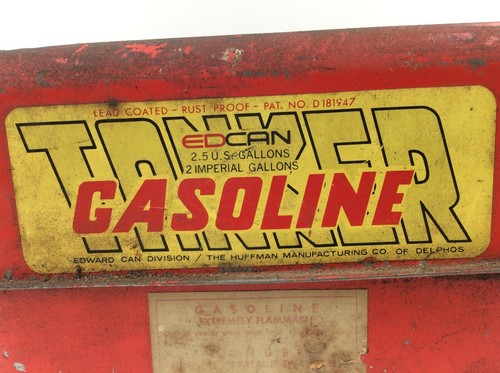 LEAD COATED - RUST PROOF - PAT. NO. D181947
TANKER
EDCAN
2.5 U.S. GALLONS
2 IMPERIAL GALLONS
GASOLINE
EDWARD CAN DIVISION / THE HUFFMAN MANUFACTURING CO. OF DELPHOS
GASOLINE
EXTREMELY FLAMMABLE